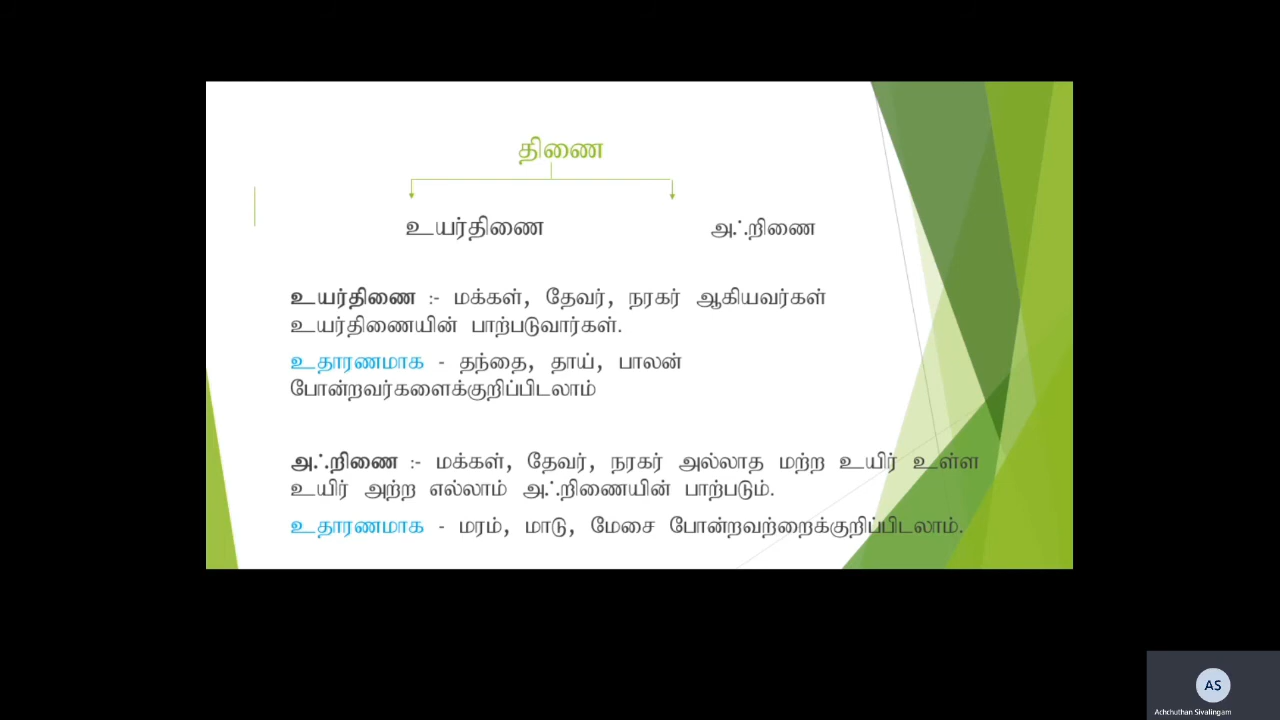 திணை
உயர்திணை அஃறிணை
உயர்திணை :- மக்கள், தேவர், நரகர் ஆகியவர்கள்
உயர்திணையின் பாற்படுவார்கள்.
உதாரணமாக - தந்தை, தாய், பாலன்
போன்றவர்களைக்குறிப்பிடலாம்
அஃறிணை :- மக்கள், தேவர், நரகர் அல்லாத மற்ற உயிர் உள்ள
உயிர் அற்ற எல்லாம் அஃறிணையின் பாற்படும்.
உதாரணமாக - மரம், மாடு, மேசை போன்றவற்றைக்குறிப்பிடலாம்.
AS
Achchuthan Sivalingam